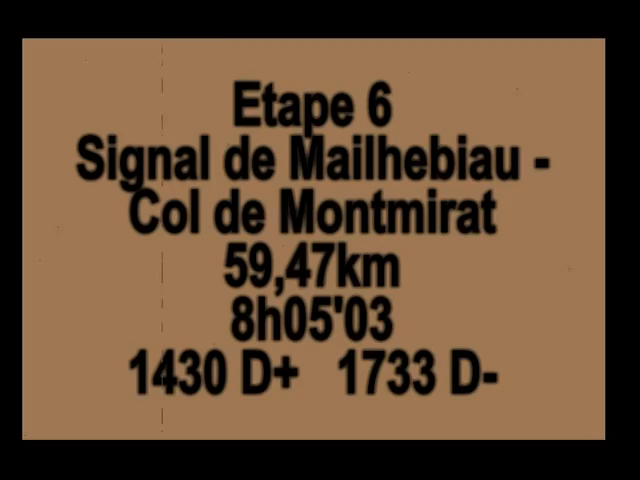 Etape 6
Signal de Mailhebiau -
Col de Montmirat
59,47km
8h05'03
1430 D+ 1733 D-